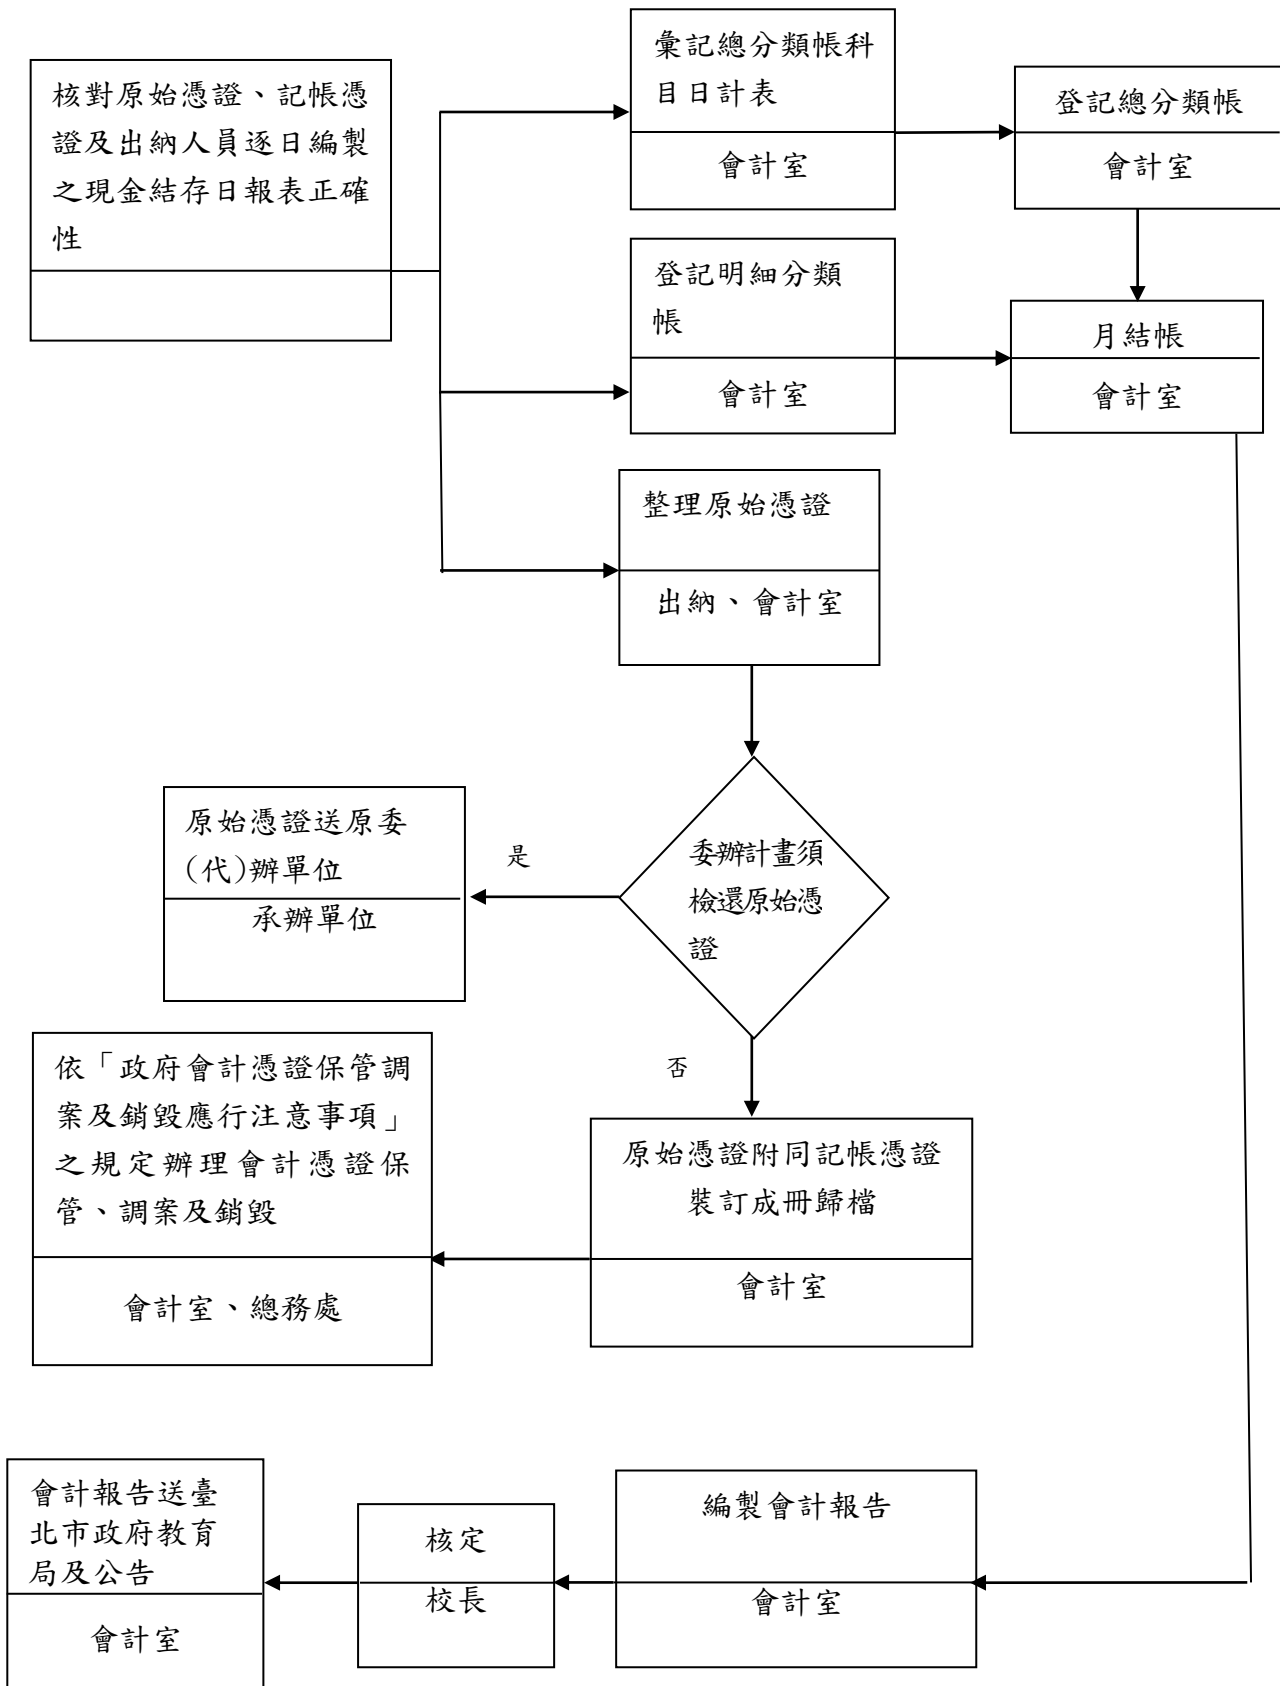 核對原始憑證、記帳憑
證及出納人員逐日編製
之現金結存日報表正確
性
彙記總分類帳科
目日計表
會計室
登記總分類帳
會計室
登記明細分類
帳
會計室
月結帳
會計室
整理原始憑證
出納、會計室
委辦計畫須
檢還原始憑
證
是
原始憑證送原委
(代)辦單位
承辦單位
否
原始憑證附同記帳憑證
裝訂成冊歸檔
會計室
依「政府會計憑證保管調
案及銷毀應行注意事項」
之規定辦理會計憑證保
管、調案及銷毀
會計室、總務處
編製會計報告
會計室
核定
校長
會計報告送臺
北市政府教育
局及公告
會計室